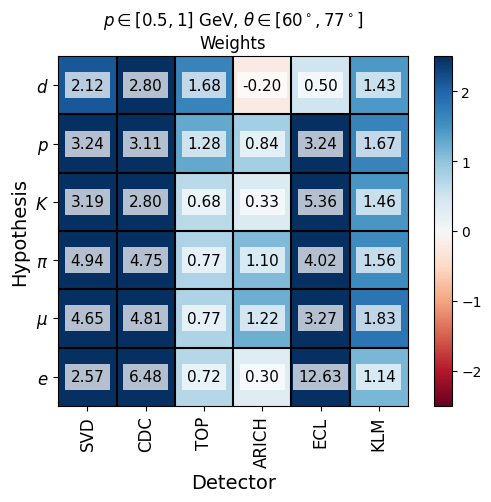 p ∈ [0.5, 1] GeV, θ ∈ [60°, 77°]
Weights
d 2.12 2.80 1.68 -0.20 0.50 1.43
p 3.24 3.11 1.28 0.84 3.24 1.67
K 3.19 2.80 0.68 0.33 5.36 1.46
π 4.94 4.75 0.77 1.10 4.02 1.56
μ 4.65 4.81 0.77 1.22 3.27 1.83
e 2.57 6.48 0.72 0.30 12.63 1.14
SVD CDC TOP ARICH ECL KLM
Detector
Hypothesis
2
1
0
−1
−2